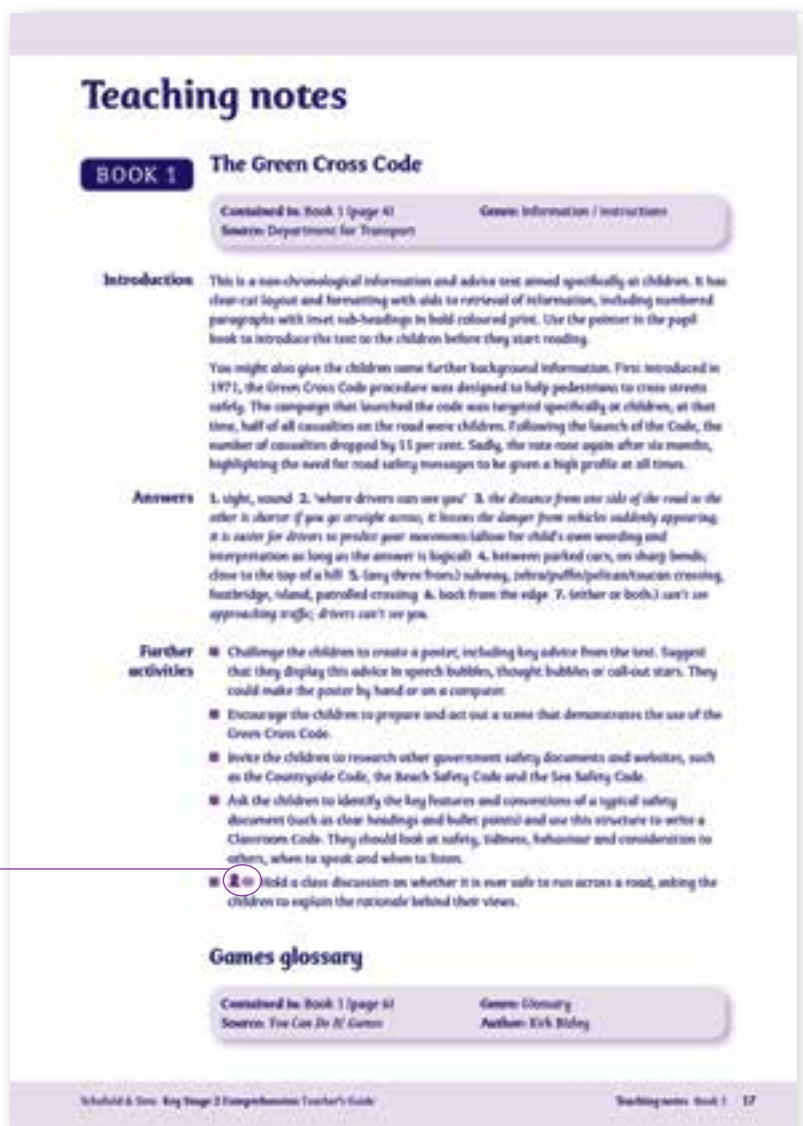 Teaching notes
BOOK 1
The Green Cross Code
Contained in: Book 1 (page 4)
Genre: Information / Instructions
Source: Department for Transport
Introduction
This is a non-chronological information and advice text aimed specifically at children. It has
clear-cut layout and formatting with aids to retrieval of information, including numbered
paragraphs with inset sub-headings in bold coloured print. Use the pointer in the pupil
book to introduce the text to the children before they start reading.
You might also give the children some further background information. First introduced in
1971, the Green Cross Code procedure was designed to help pedestrians to cross streets
safely. The campaign that launched the code was targeted specifically at children, at that
time, half of all casualties on the road were children. Following the launch of the Code, the
number of casualties dropped by 11 per cent. Sadly, the rate rose again after six months,
highlighting the need for road safety messages to be given a high profile at all times.
Answers
1. sight, sound 2. 'where drivers can see you' 3. the distance from one side of the road to the
other is shorter if you go straight across; it lessens the danger from vehicles suddenly appearing;
it is easier for drivers to predict your movements (allow for child's own wording and
interpretation as long as the answer is logical) 4. between parked cars, on sharp bends;
close to the top of a hill 5. (any three from:) subway, zebra/puffin/pelican/toucan crossing,
footbridge, island, patrolled crossing 6. back from the edge 7. (either or both:) can't see
approaching traffic; drivers can't see you.
Further
activities
■ Challenge the children to create a poster, including key advice from the text. Suggest
that they display this advice in speech bubbles, thought bubbles or call-out stars. They
could make the poster by hand or on a computer.
■ Encourage the children to prepare and act out a scene that demonstrates the use of the
Green Cross Code.
■ Invite the children to research other government safety documents and websites, such
as the Countryside Code, the Beach Safety Code and the Sea Safety Code.
■ Ask the children to identify the key features and conventions of a typical safety
document (such as clear headings and bullet points) and use this structure to write a
Classroom Code. They should look at safety, tidiness, behaviour and consideration to
others, when to speak and when to listen.
■ Hold a class discussion on whether it is ever safe to run across a road, asking the
children to explain the rationale behind their views.
Games glossary
Contained in: Book 1 (page 6)
Genre: Glossary
Source: You Can Do It! Games
Author: Kirk Bizley
Schofield & Sims Key Stage 2 Comprehension Teacher's Guide
Teaching notes Book 1 17